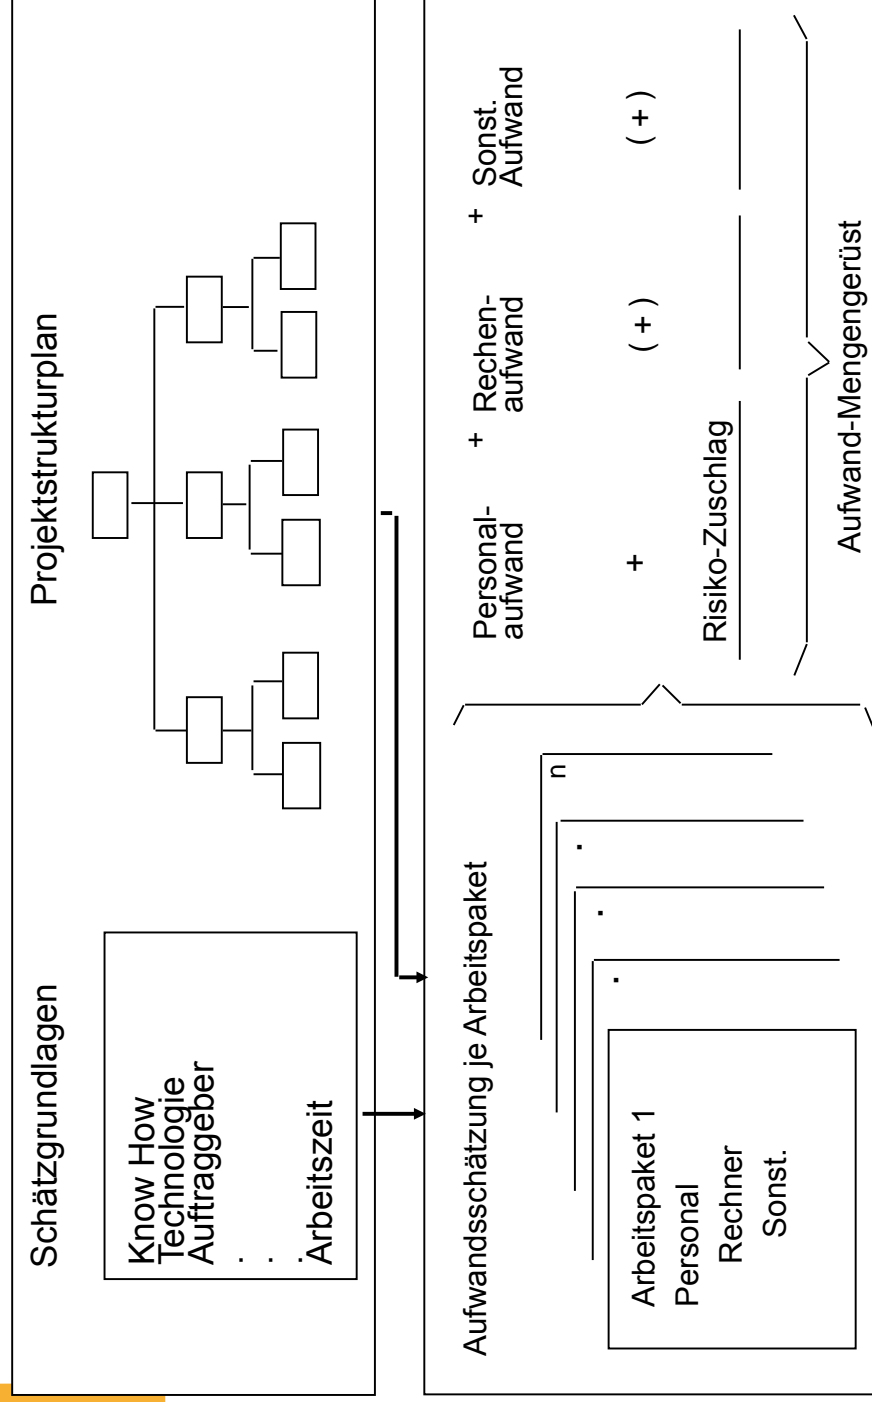 Schätzgrundlagen
Know How
Technologie
Auftraggeber
.
.
.
Arbeitszeit
Projektstrukturplan
Aufwandsschätzung je Arbeitspaket
Arbeitspaket 1
Personal
Rechner
Sonst.
.
.
.
n
Personal- + Rechen- + Sonst.
aufwand aufwand Aufwand
+ ( + ) ( + )
Risiko-Zuschlag
Aufwand-Mengengerüst